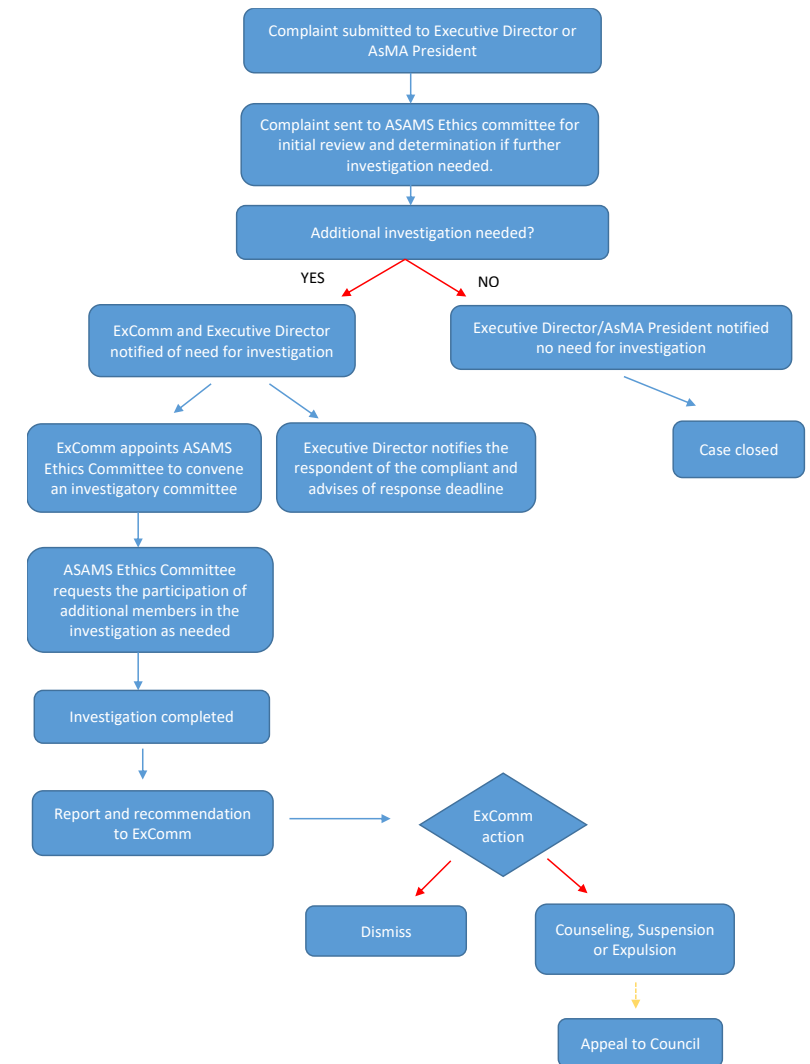 Complaint submitted to Executive Director or
AsMA President
Complaint sent to ASAMS Ethics committee for
initial review and determination if further
investigation needed.
Additional investigation needed?
YES
NO
ExComm and Executive Director
notified of need for investigation
Executive Director/AsMA President notified
no need for investigation
ExComm appoints ASAMS
Ethics Committee to convene
an investigatory committee
Executive Director notifies the
respondent of the compliant and
advises of response deadline
Case closed
ASAMS Ethics Committee
requests the participation of
additional members in the
investigation as needed
Investigation completed
Report and recommendation
to ExComm
ExComm
action
Dismiss
Counseling, Suspension
or Expulsion
Appeal to Council